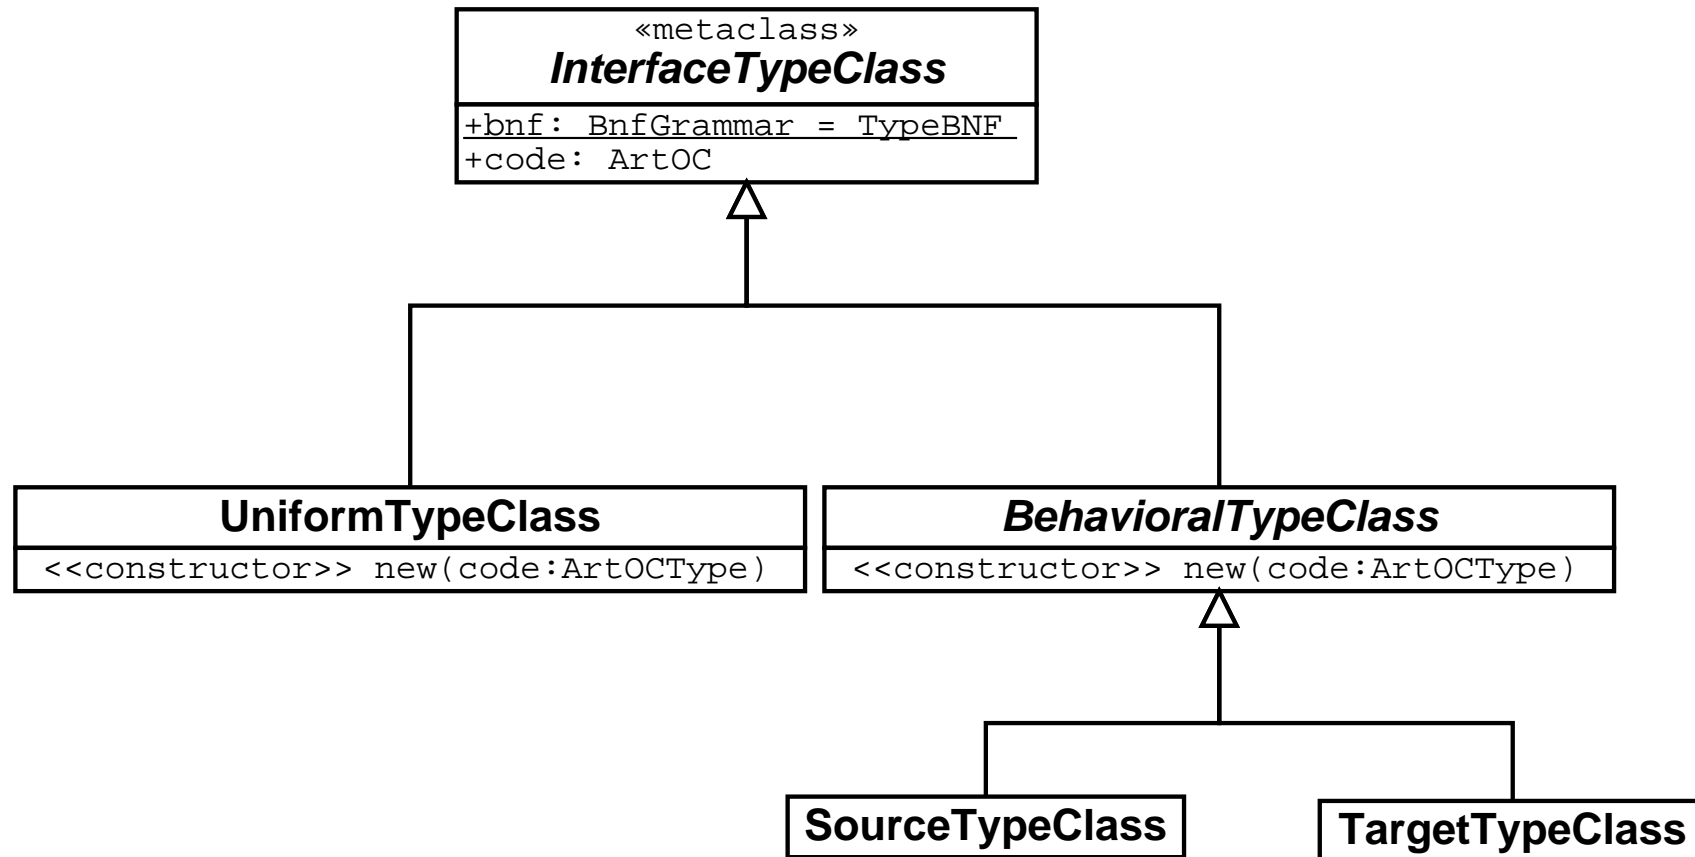 «metaclass»
InterfaceTypeClass
+bnf: BnfGrammar = TypeBNF
+code: ArtOC
UniformTypeClass
<<constructor>> new(code:ArtOCType)
BehavioralTypeClass
<<constructor>> new(code:ArtOCType)
SourceTypeClass
TargetTypeClass